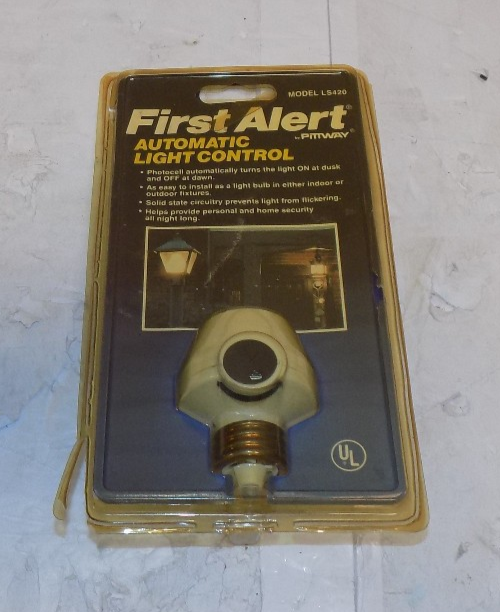 MODEL LS420
First Alert®
by PITTWAY®
AUTOMATIC
LIGHT CONTROL
• Photocell automatically turns the light ON at dusk
and OFF at dawn.
• As easy to install as a light bulb in either indoor or
outdoor fixtures.
• Solid state circuitry prevents light from flickering.
• Helps provide personal and home security
all night long.
UL